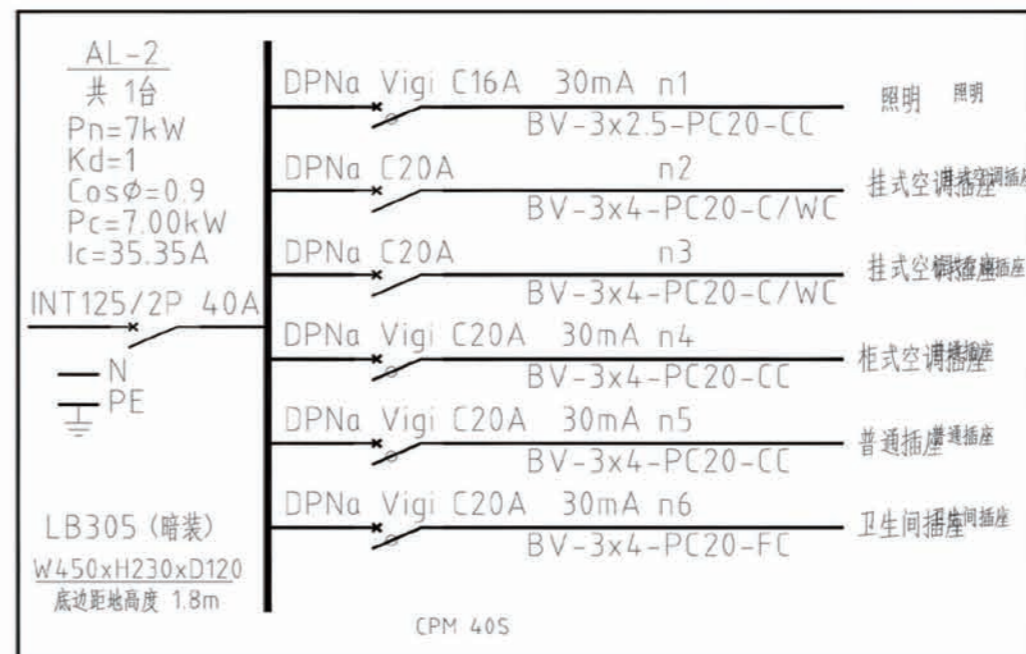 AL-2
共 1台
Pn=7kW
Kd=1
Cosϕ=0.9
Pc=7.00kW
Ic=35.35A
INT125/2P 40A
N
PE
LB305 (暗装)
W450xH230xD120
底边距地高度 1.8m
DPNa Vigi C16A 30mA n1
BV-3x2.5-PC20-CC
照明 照明
DPNa C20A n2
BV-3x4-PC20-C/WC
挂式空调插座
DPNa C20A n3
BV-3x4-PC20-C/WC
挂式空调插座
DPNa Vigi C20A 30mA n4
BV-3x4-PC20-CC
柜式空调插座
DPNa Vigi C20A 30mA n5
BV-3x4-PC20-CC
普通插座 普通插座
DPNa Vigi C20A 30mA n6
BV-3x4-PC20-FC
卫生间插座 卫生间插座
CPM 40S